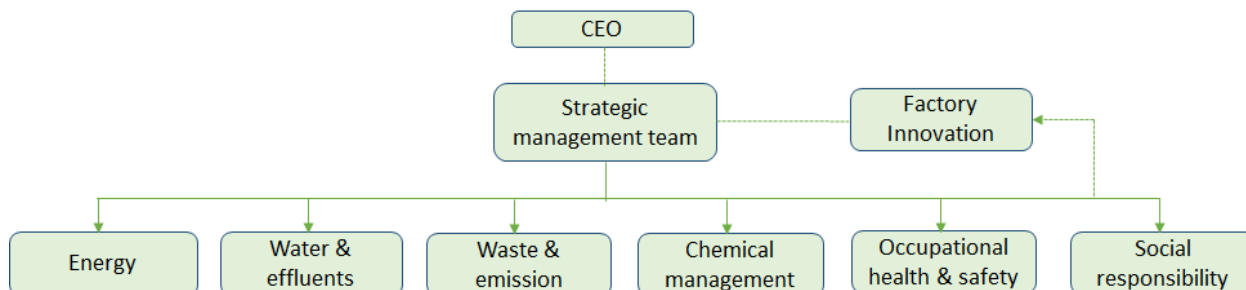 CEO
Strategic
management team
Factory
Innovation
Energy
Water &
effluents
Waste &
emission
Chemical
management
Occupational
health & safety
Social
responsibility